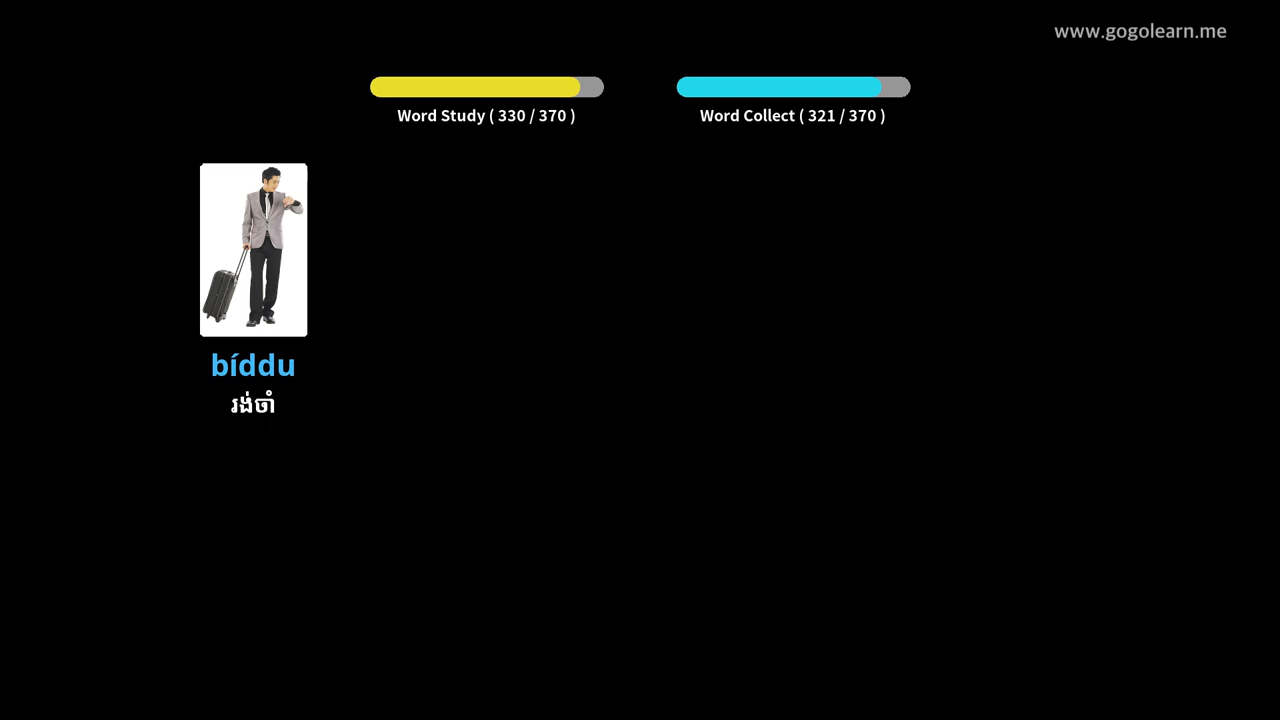 www.gogolearn.me
Word Study ( 330 / 370 )
Word Collect ( 321 / 370 )
bíddu
រង់ចាំ